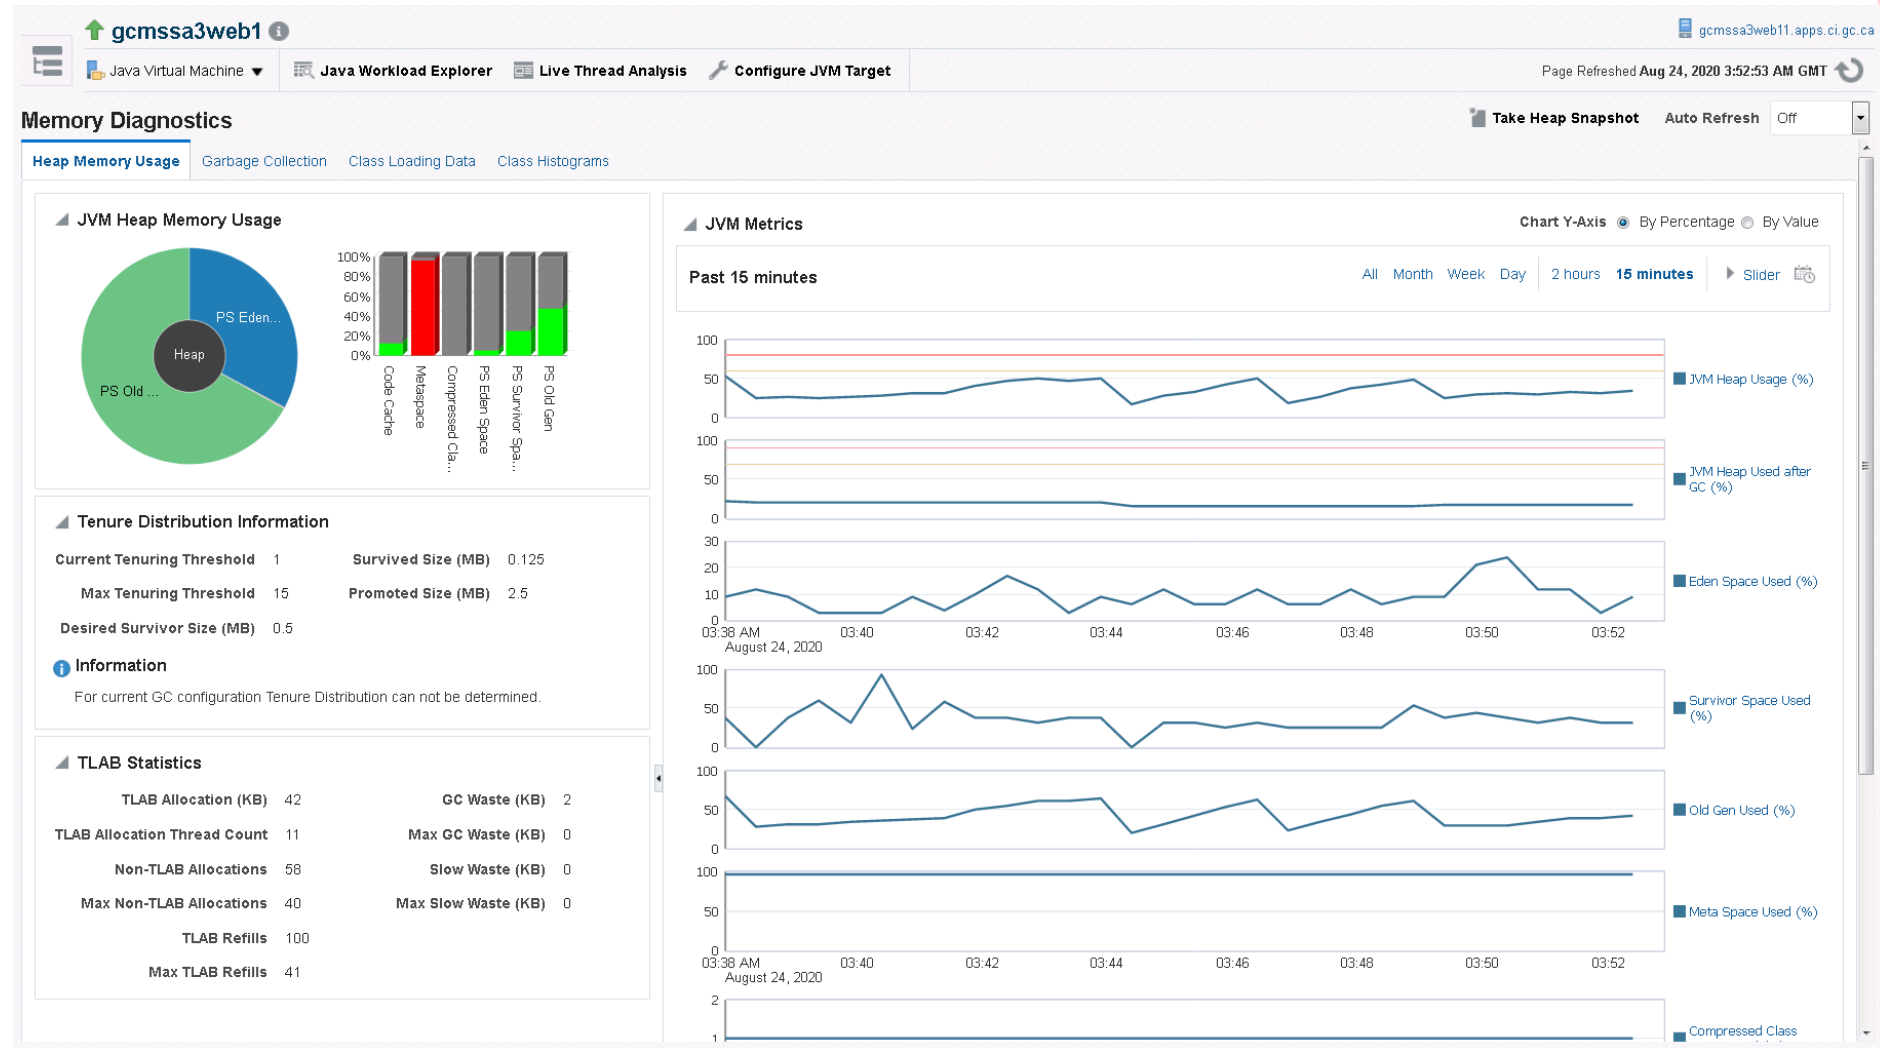 gcmssa3web1
gcmssa3web11.apps.ci.gc.ca
Java Virtual Machine
Java Workload Explorer
Live Thread Analysis
Configure JVM Target
Page Refreshed Aug 24, 2020 3:52:53 AM GMT
Memory Diagnostics
Take Heap Snapshot
Auto Refresh
Off
Heap Memory Usage
Garbage Collection
Class Loading Data
Class Histograms
JVM Heap Memory Usage
PS Eden...
Heap
PS Old ...
100%
80%
60%
40%
20%
0%
Code Cache
Metaspace
Compressed Cla...
PS Eden Space
PS Survivor Spa...
PS Old Gen
Tenure Distribution Information
Current Tenuring Threshold 1
Survived Size (MB) 0.125
Max Tenuring Threshold 15
Promoted Size (MB) 2.5
Desired Survivor Size (MB) 0.5
Information
For current GC configuration Tenure Distribution can not be determined.
TLAB Statistics
TLAB Allocation (KB) 42
GC Waste (KB) 2
TLAB Allocation Thread Count 11
Max GC Waste (KB) 0
Non-TLAB Allocations 58
Slow Waste (KB) 0
Max Non-TLAB Allocations 40
Max Slow Waste (KB) 0
TLAB Refills 100
Max TLAB Refills 41
JVM Metrics
Chart Y-Axis By Percentage By Value
Past 15 minutes
All Month Week Day 2 hours 15 minutes Slider
100
50
0
JVM Heap Usage (%)
100
50
0
JVM Heap Used after
GC (%)
30
20
10
0
Eden Space Used (%)
03:38 AM 03:40 03:42 03:44 03:46 03:48 03:50 03:52
August 24, 2020
100
50
0
Survivor Space Used
(%)
100
50
0
Old Gen Used (%)
100
50
0
Meta Space Used (%)
03:38 AM 03:40 03:42 03:44 03:46 03:48 03:50 03:52
August 24, 2020
2
1
Compressed Class